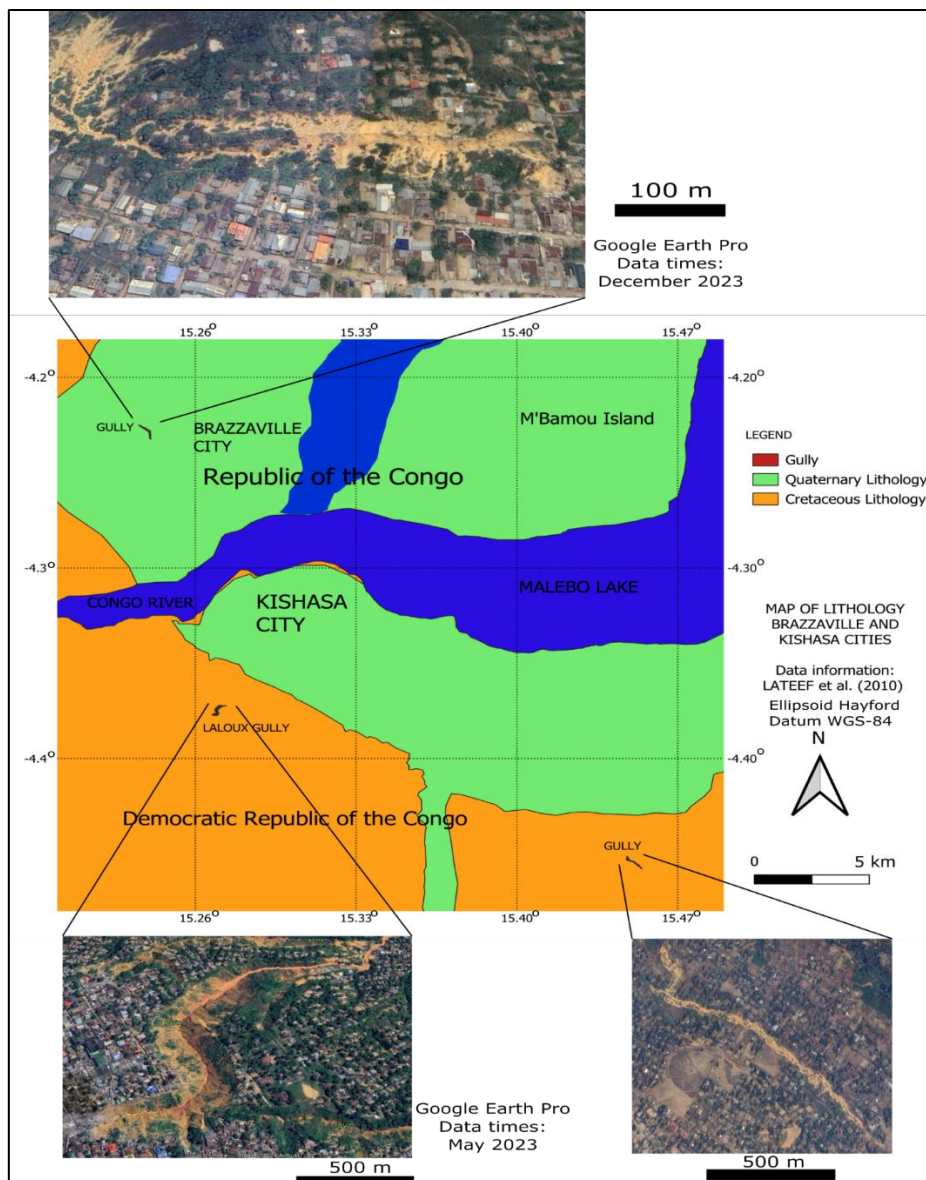 100 m
Google Earth Pro
Data times:
December 2023
15.26°
15.33°
15.40°
15.47°
-4.2°
-4.20°
GULLY
BRAZZAVILLE
CITY
M'Bamou Island
Republic of the Congo
LEGEND
Gully
Quaternary Lithology
Cretaceous Lithology
-4.3°
-4.30°
CONGO RIVER
KISHASA
CITY
MALEBO LAKE
MAP OF LITHOLOGY
BRAZZAVILLE AND
KISHASA CITIES
Data information:
LATEEF et al. (2010)
Ellipsoid Hayford
Datum WGS-84
N
LALOUX GULLY
-4.4°
-4.40°
Democratic Republic of the Congo
GULLY
0 5 km
15.26°
15.33°
15.40°
15.47°
Google Earth Pro
Data times:
May 2023
500 m
500 m